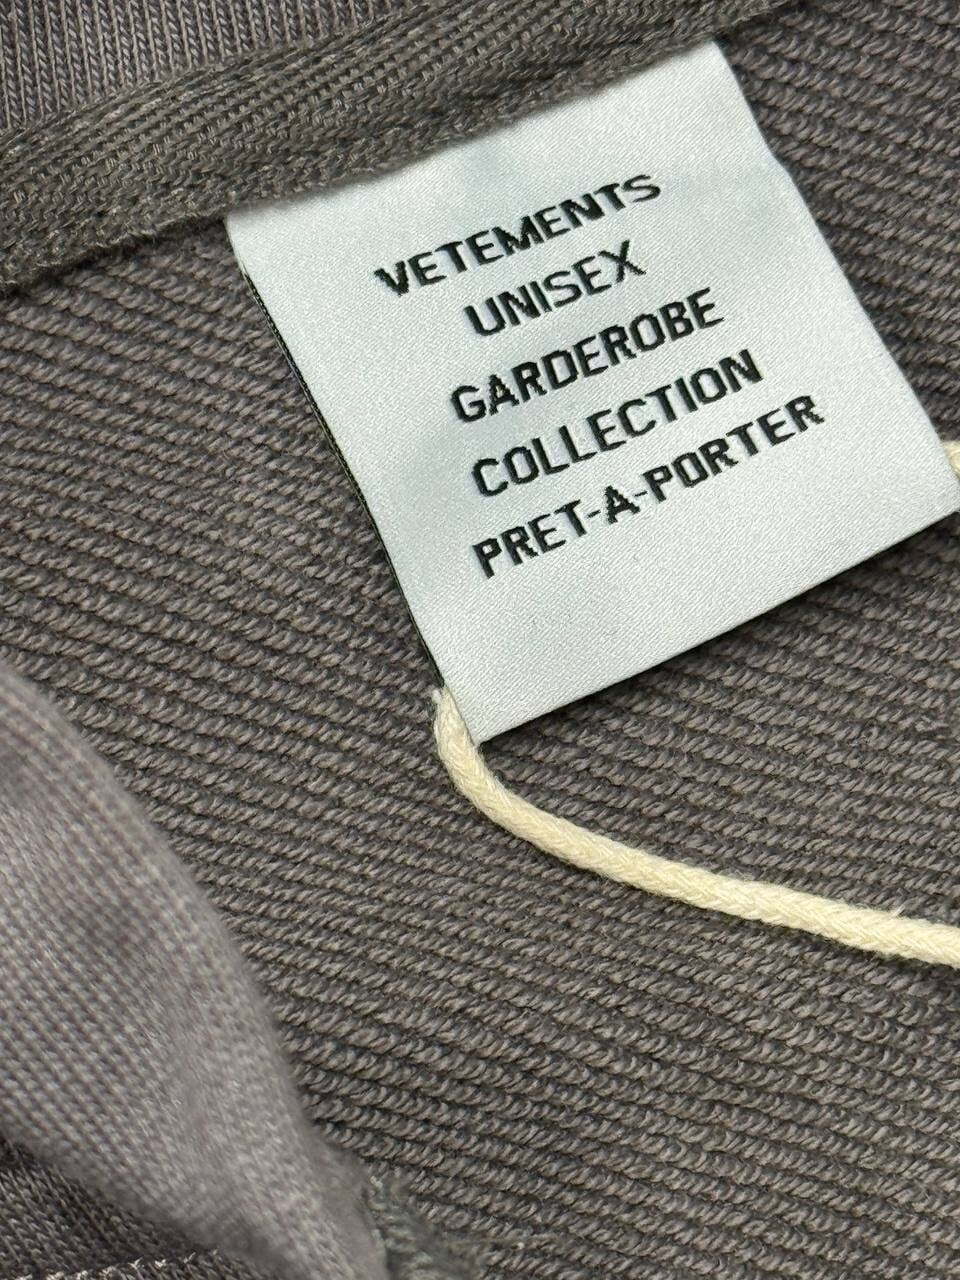 VETEMENTS
UNISEX
GARDEROBE
COLLECTION
PRET-A-PORTER